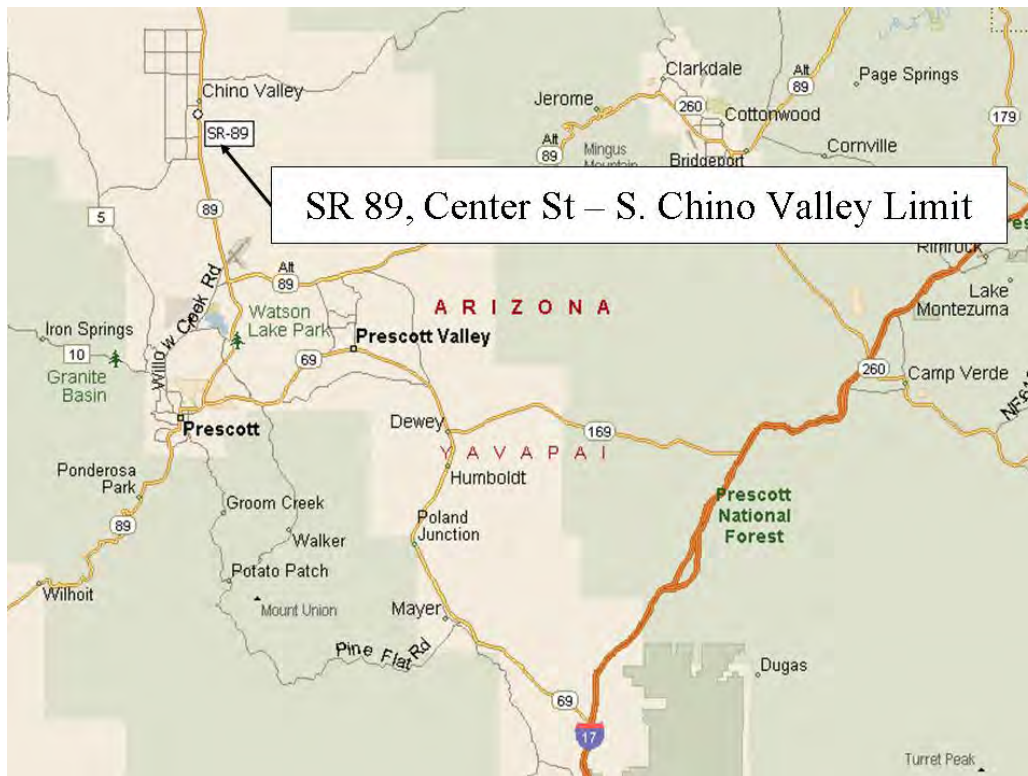 Chino Valley
SR-89
SR 89, Center St – S. Chino Valley Limit
Clarkdale
Alt
89
Page Springs
Jerome
260
Cottonwood
179
Alt
89
Mingus
Mountain
Bridgeport
Cornville
5
89
Rimrock
Alt
89
Lake
Montezuma
ARIZONA
Watson
Lake Park
Willow Creek Rd
Iron Springs
10
Granite
Basin
69
Prescott Valley
260
Camp Verde
Prescott
Dewey
169
YAVAPAI
Humboldt
Ponderosa
Park
89
Groom Creek
Poland
Junction
Prescott
National
Forest
Walker
Potato Patch
Wilhoit
Mount Union
Mayer
Pine Flat Rd
Dugas
69
17
Turret Peak